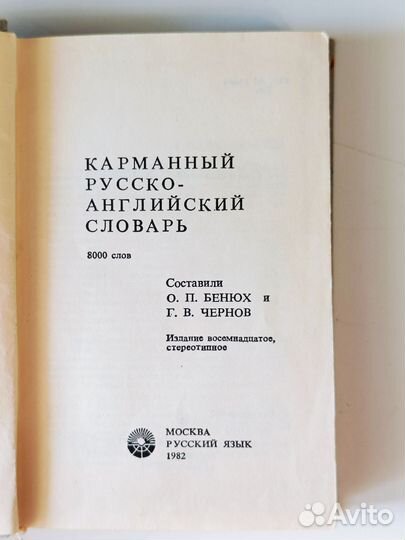 КАРМАННЫЙ
РУССКО-
АНГЛИЙСКИЙ
СЛОВАРЬ
8000 слов
Составили
О. П. БЕНЮХ и
Г. В. ЧЕРНОВ
Издание восемнадцатое,
стереотипное
МОСКВА
РУССКИЙ ЯЗЫК
1982
Avito